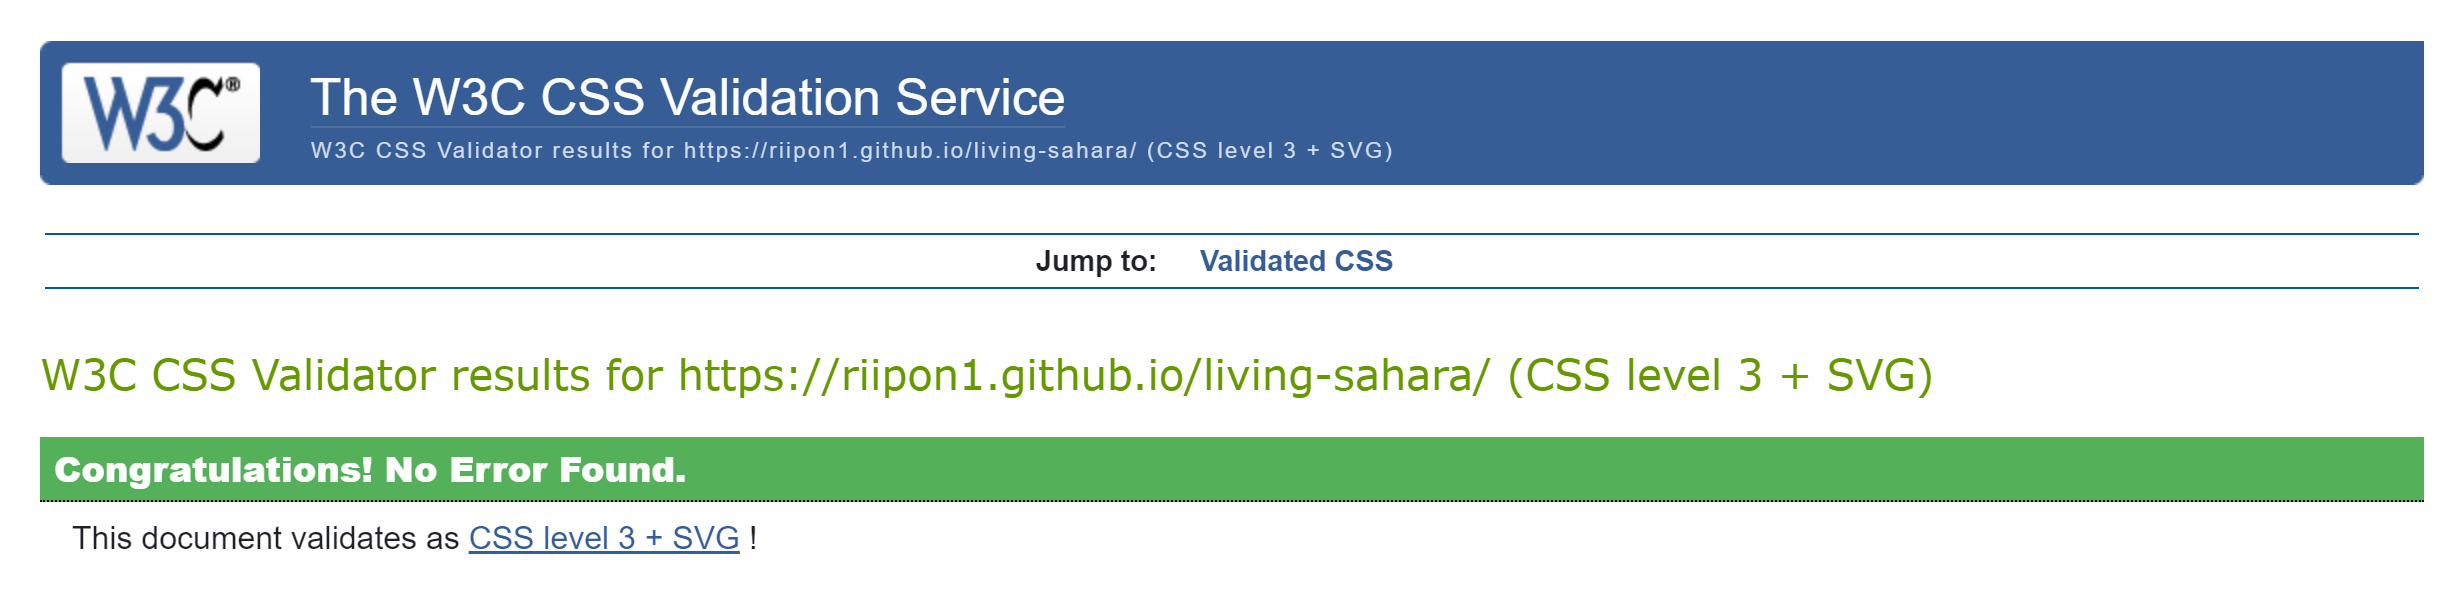 W3C®
The W3C CSS Validation Service
W3C CSS Validator results for https://riipon1.github.io/living-sahara/ (CSS level 3 + SVG)
Jump to: Validated CSS
W3C CSS Validator results for https://riipon1.github.io/living-sahara/ (CSS level 3 + SVG)
Congratulations! No Error Found.
This document validates as CSS level 3 + SVG !